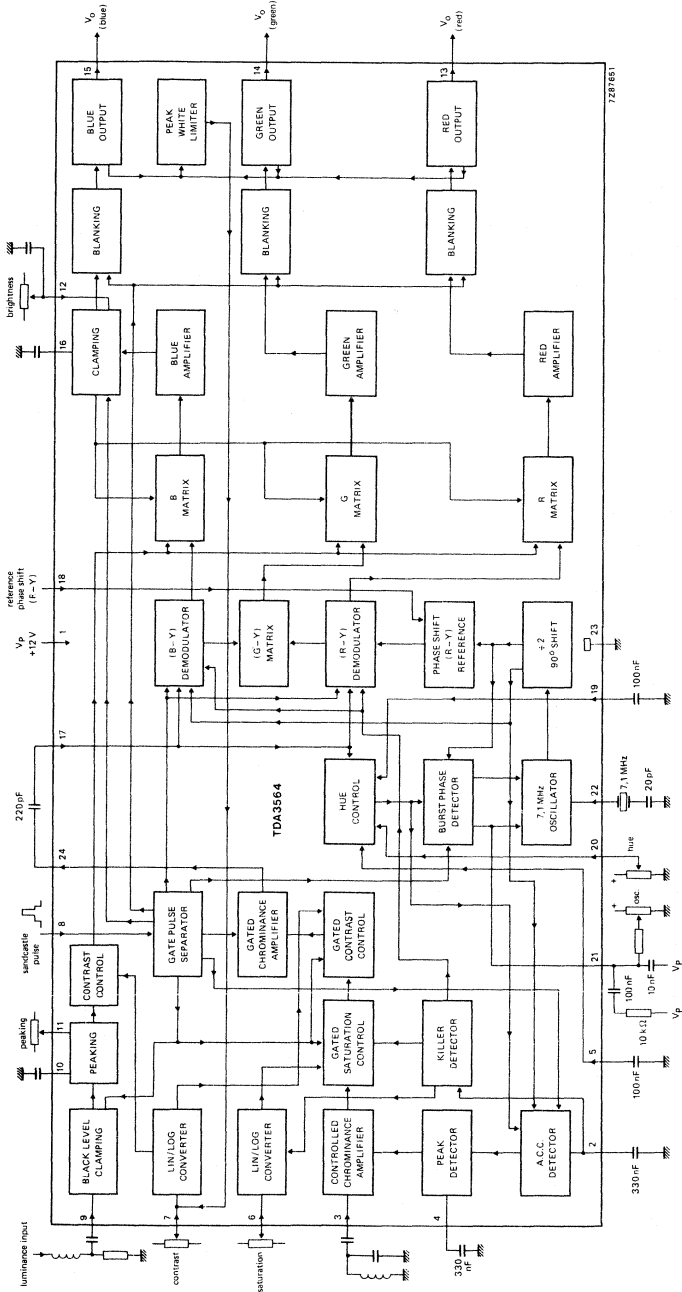 luminance input
9
BLACK LEVEL
CLAMPING
10
peaking
11
PEAKING
CONTRAST
CONTROL
sandcastle
pulse
8
24
220 pF
17
V_P
+12 V
1
reference
phase shift
(R–Y)
18
16
brightness
12
CLAMPING
BLANKING
BLUE
OUTPUT
15
V_O
(blue)
contrast
7
LIN/LOG
CONVERTER
GATE PULSE
SEPARATOR
(B–Y)
DEMODULATOR
B
MATRIX
BLUE
AMPLIFIER
PEAK
WHITE
LIMITER
saturation
6
LIN/LOG
CONVERTER
GATED
CHROMINANCE
AMPLIFIER
TDA3564
(G–Y)
MATRIX
3
CONTROLLED
CHROMINANCE
AMPLIFIER
GATED
SATURATION
CONTROL
GATED
CONTRAST
CONTROL
HUE
CONTROL
(R–Y)
DEMODULATOR
G
MATRIX
GREEN
AMPLIFIER
BLANKING
GREEN
OUTPUT
14
V_O
(green)
4
330
nF
PEAK
DETECTOR
KILLER
DETECTOR
BURST PHASE
DETECTOR
PHASE SHIFT
(R–Y)
REFERENCE
A.C.C.
DETECTOR
7,1 MHz
OSCILLATOR
÷ 2
90° SHIFT
R
MATRIX
RED
AMPLIFIER
BLANKING
RED
OUTPUT
13
V_O
(red)
2
330 nF
5
100 nF
21
100 nF
10 nF
10 kΩ
V_P
V_P
+
osc.
+
20
hue
22
7,1 MHz
20 pF
19
100 nF
23
7Z87651